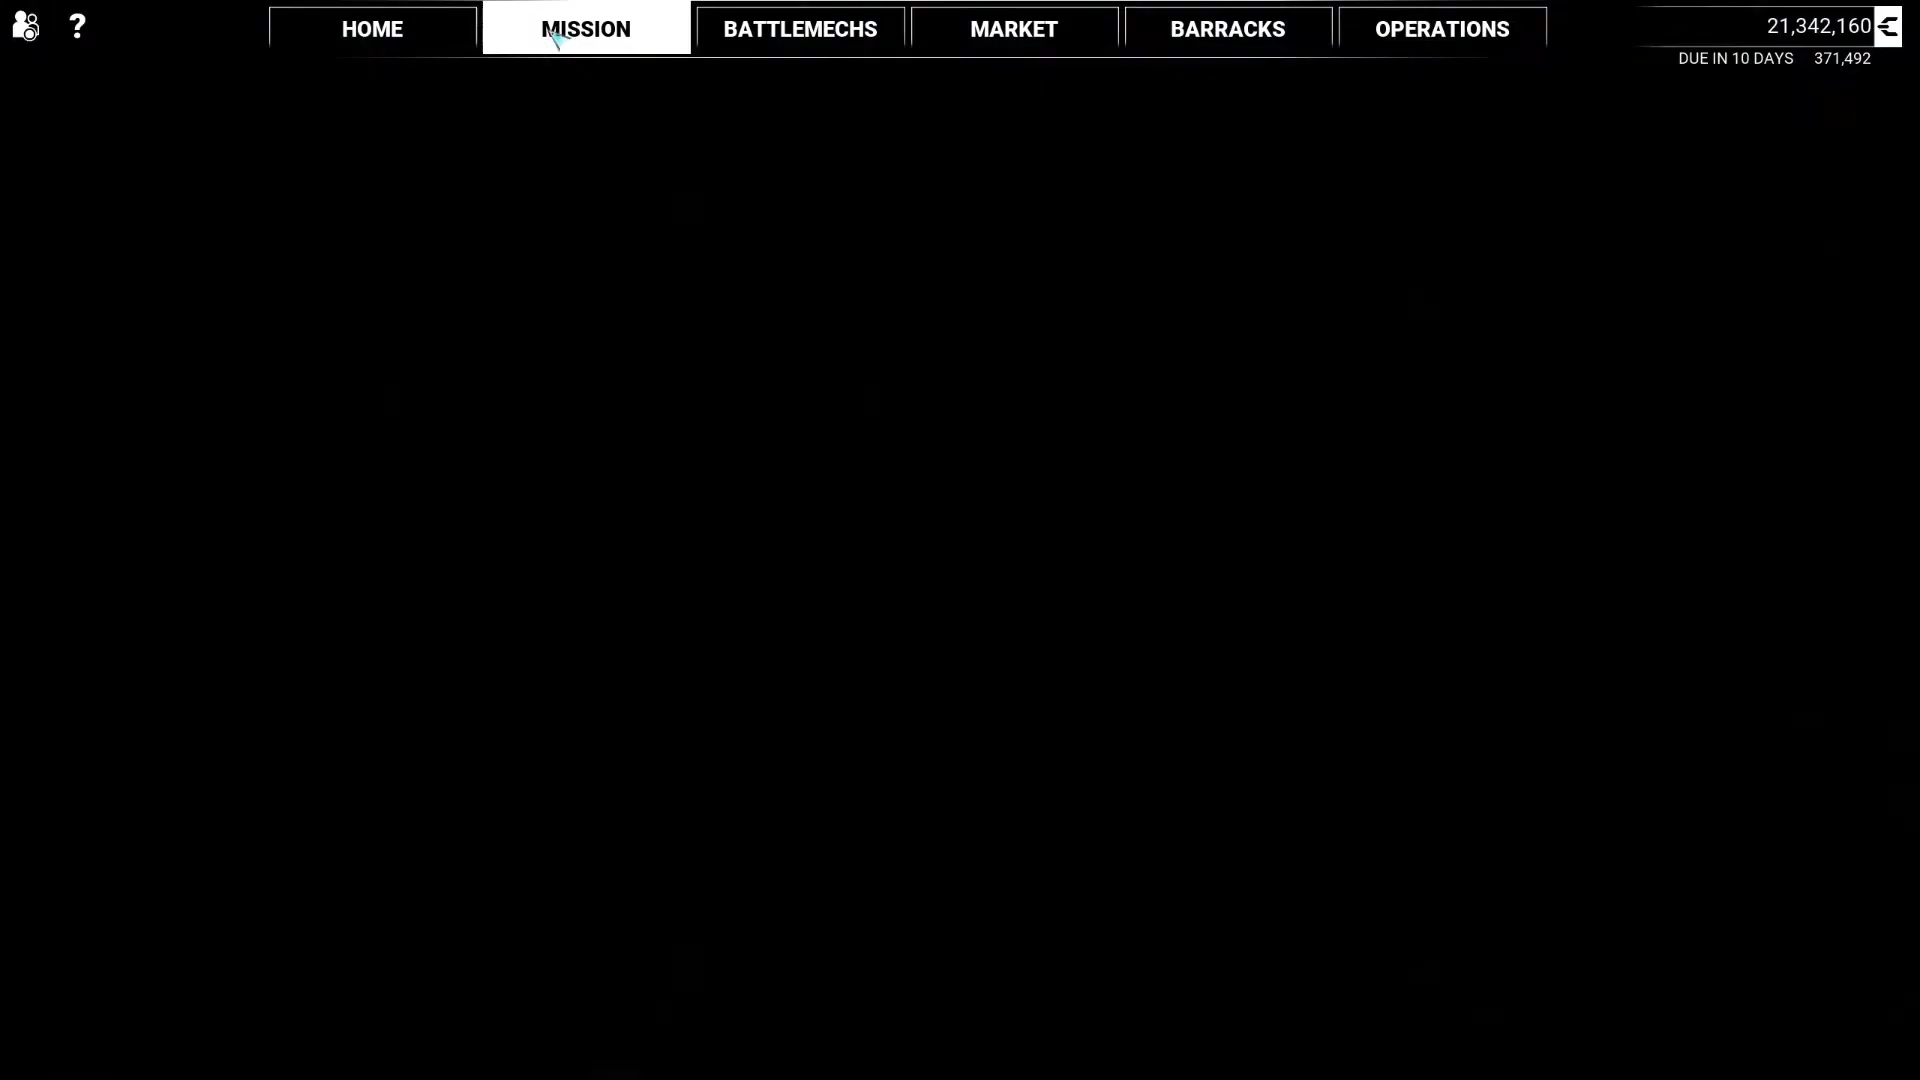 ?
HOME
MISSION
BATTLEMECHS
MARKET
BARRACKS
OPERATIONS
21,342,160
DUE IN 10 DAYS 371,492